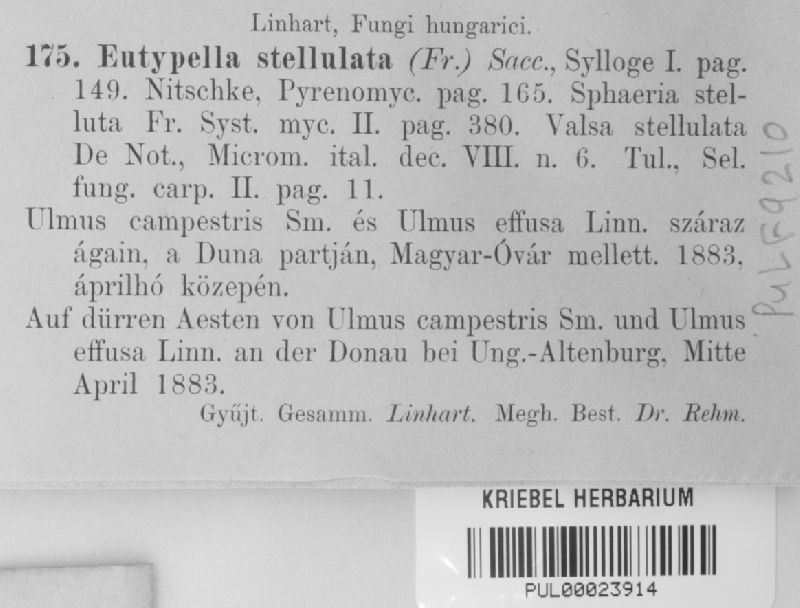 Linhart, Fungi hungarici.
175. Eutypella stellulata (Fr.) Sacc., Sylloge I. pag.
149. Nitschke, Pyrenomyc. pag. 165. Sphaeria stel-
luta Fr. Syst. myc. II. pag. 380. Valsa stellulata
De Not., Microm. ital. dec. VIII. n. 6. Tul., Sel.
fung. carp. II. pag. 11.
Ulmus campestris Sm. és Ulmus effusa Linn. száraz
ágain, a Duna partján, Magyar-Óvár mellett. 1883,
áprilhó közepén.
Auf dürren Aesten von Ulmus campestris Sm. und Ulmus
effusa Linn. an der Donau bei Ung.-Altenburg, Mitte
April 1883.
Gyűjt. Gesamm. Linhart. Megh. Best. Dr. Rehm.
PUL F9210
KRIEBEL HERBARIUM
PUL00023914